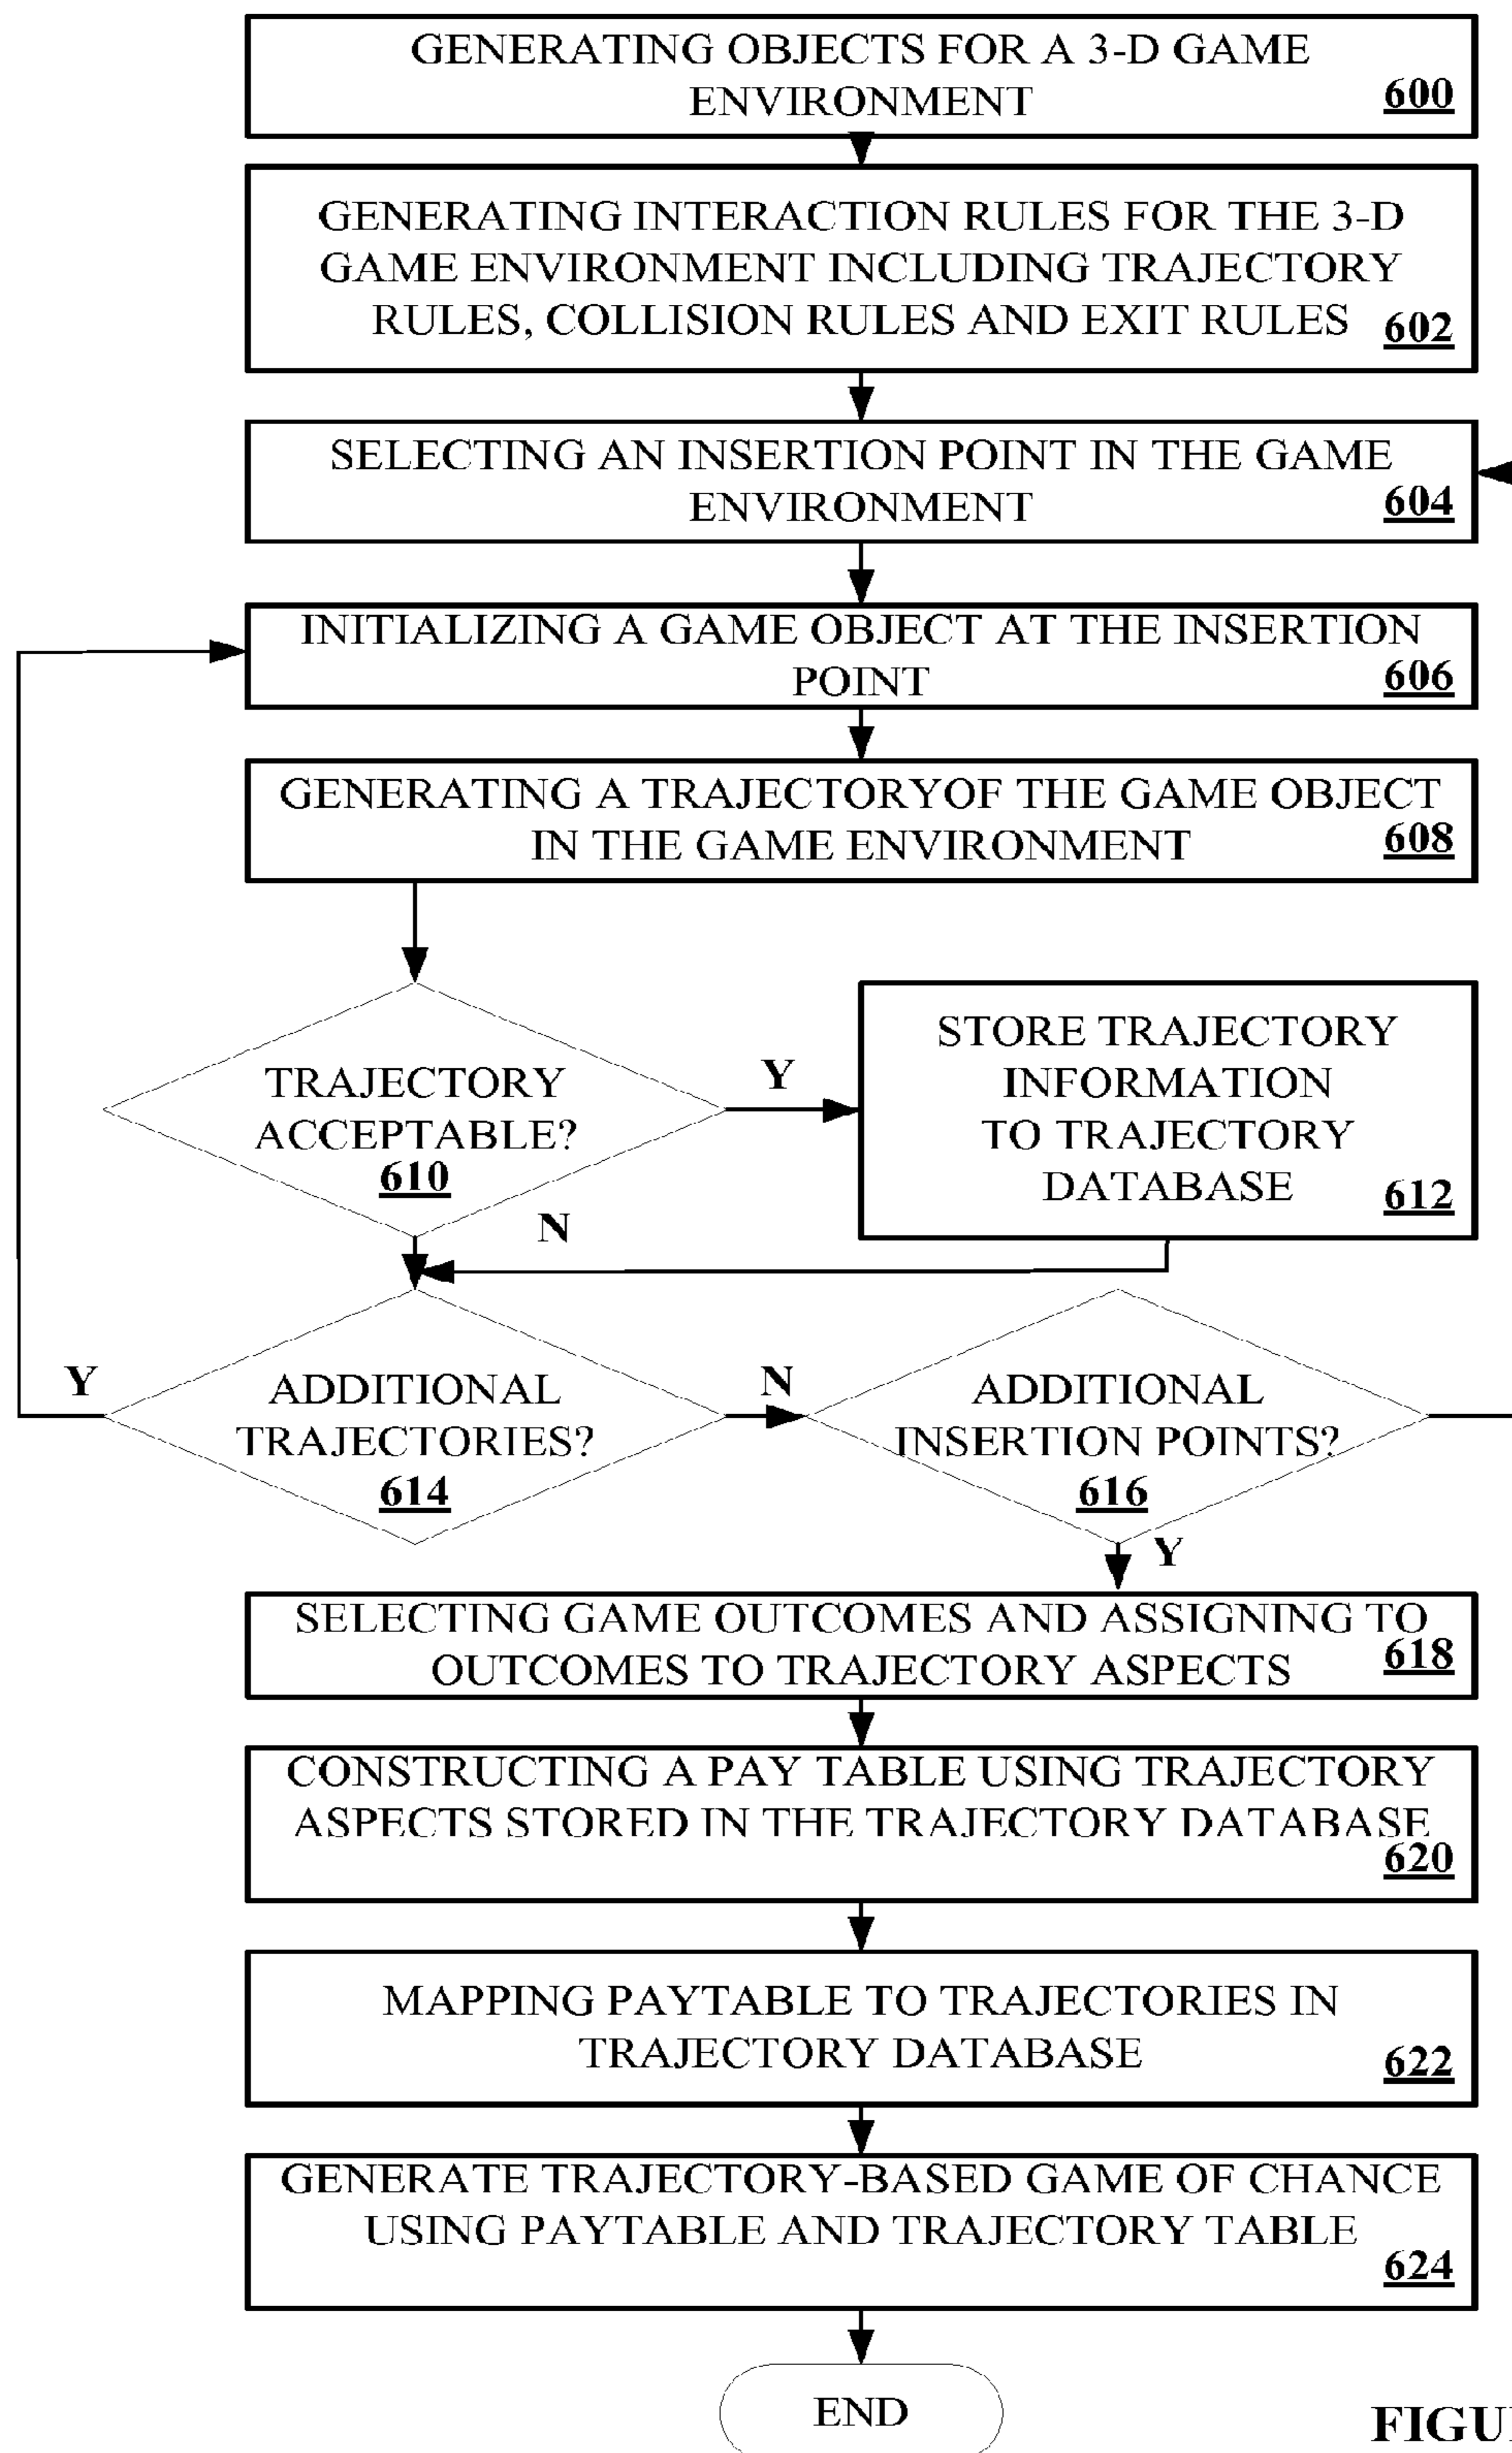 GENERATING OBJECTS FOR A 3-D GAME
ENVIRONMENT
600
GENERATING INTERACTION RULES FOR THE 3-D
GAME ENVIRONMENT INCLUDING TRAJECTORY
RULES, COLLISION RULES AND EXIT RULES
602
SELECTING AN INSERTION POINT IN THE GAME
ENVIRONMENT
604
INITIALIZING A GAME OBJECT AT THE INSERTION
POINT
606
GENERATING A TRAJECTORYOF THE GAME OBJECT
IN THE GAME ENVIRONMENT
608
TRAJECTORY
ACCEPTABLE?
610
Y
STORE TRAJECTORY
INFORMATION
TO TRAJECTORY
DATABASE
612
N
Y
ADDITIONAL
TRAJECTORIES?
614
N
ADDITIONAL
INSERTION POINTS?
616
Y
SELECTING GAME OUTCOMES AND ASSIGNING TO
OUTCOMES TO TRAJECTORY ASPECTS
618
CONSTRUCTING A PAY TABLE USING TRAJECTORY
ASPECTS STORED IN THE TRAJECTORY DATABASE
620
MAPPING PAYTABLE TO TRAJECTORIES IN
TRAJECTORY DATABASE
622
GENERATE TRAJECTORY-BASED GAME OF CHANCE
USING PAYTABLE AND TRAJECTORY TABLE
624
END